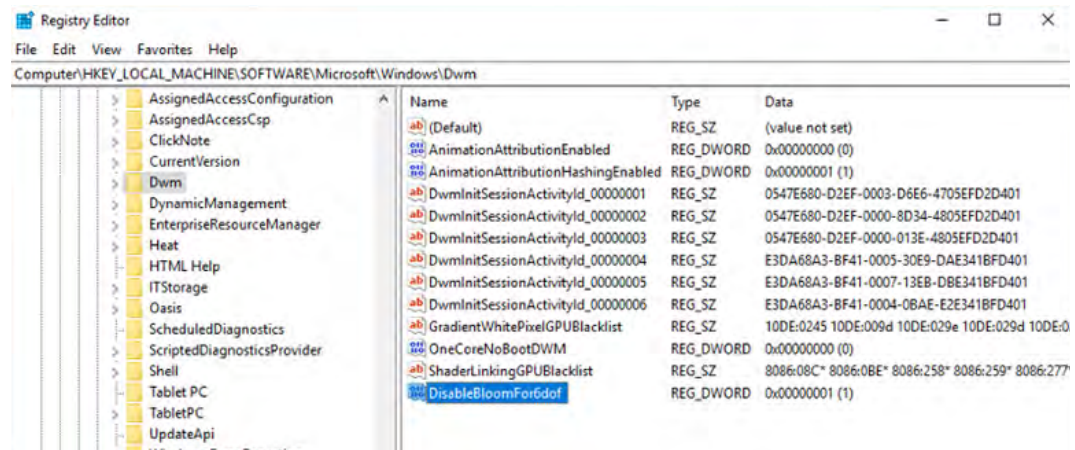 Registry Editor
File Edit View Favorites Help
Computer\HKEY_LOCAL_MACHINE\SOFTWARE\Microsoft\Windows\Dwm
AssignedAccessConfiguration
AssignedAccessCsp
ClickNote
CurrentVersion
Dwm
DynamicManagement
EnterpriseResourceManager
Heat
HTML Help
ITStorage
Oasis
ScheduledDiagnostics
ScriptedDiagnosticsProvider
Shell
Tablet PC
TabletPC
UpdateApi
Name Type Data
(Default) REG_SZ (value not set)
AnimationAttributionEnabled REG_DWORD 0x00000000 (0)
AnimationAttributionHashingEnabled REG_DWORD 0x00000001 (1)
DwmInitSessionActivityId_00000001 REG_SZ 0547E680-D2EF-0003-D6E6-4705EFD2D401
DwmInitSessionActivityId_00000002 REG_SZ 0547E680-D2EF-0000-8D34-4805EFD2D401
DwmInitSessionActivityId_00000003 REG_SZ 0547E680-D2EF-0000-013E-4805EFD2D401
DwmInitSessionActivityId_00000004 REG_SZ E3DA68A3-BF41-0005-30E9-DAE341BFD401
DwmInitSessionActivityId_00000005 REG_SZ E3DA68A3-BF41-0007-13EB-DBE341BFD401
DwmInitSessionActivityId_00000006 REG_SZ E3DA68A3-BF41-0004-0BAE-E2E341BFD401
GradientWhitePixelGPUBlacklist REG_SZ 10DE:0245 10DE:009d 10DE:029e 10DE:029d 10DE:0
OneCoreNoBootDWM REG_DWORD 0x00000000 (0)
ShaderLinkingGPUBlacklist REG_SZ 8086:08C* 8086:0BE* 8086:258* 8086:259* 8086:277*
DisableBloomFor6dof REG_DWORD 0x00000001 (1)